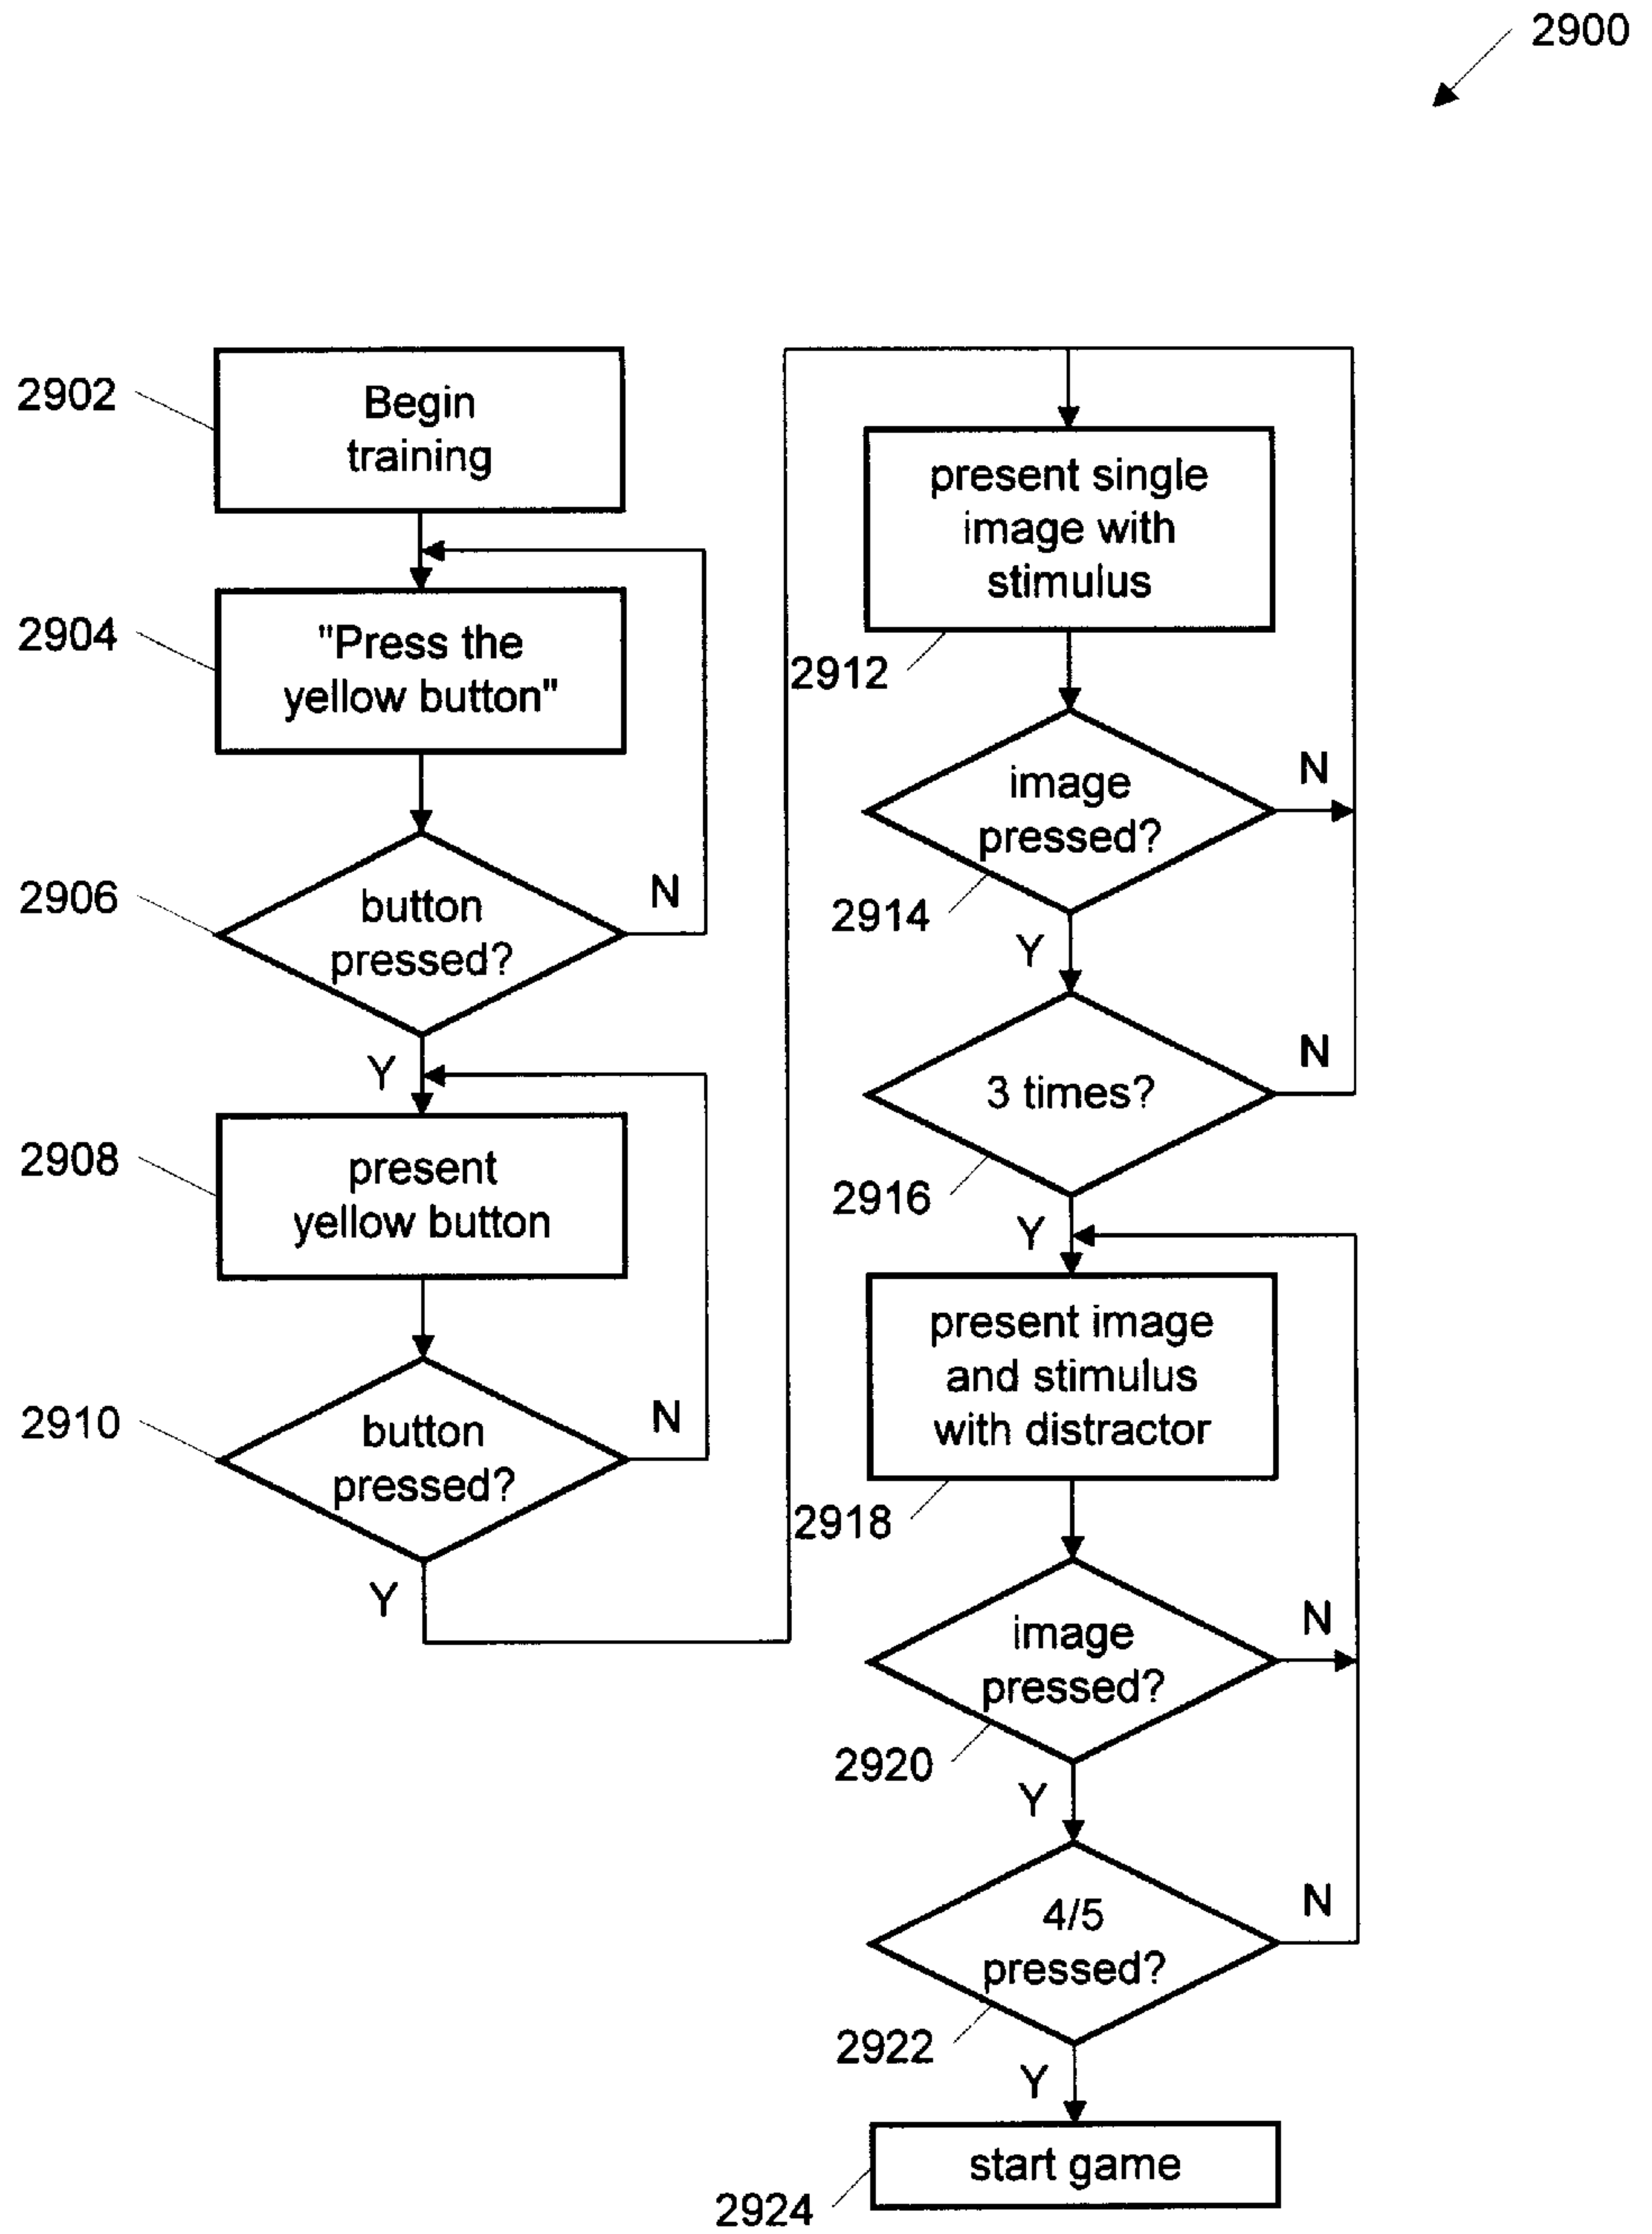 2900
2902
Begin
training
2904
"Press the
yellow button"
2906
button
pressed?
N
Y
2908
present
yellow button
2910
button
pressed?
N
Y
present single
image with
stimulus
2912
image
pressed?
N
2914
Y
3 times?
N
2916
Y
present image
and stimulus
with distractor
2918
image
pressed?
N
2920
Y
4/5
pressed?
N
2922
Y
start game
2924